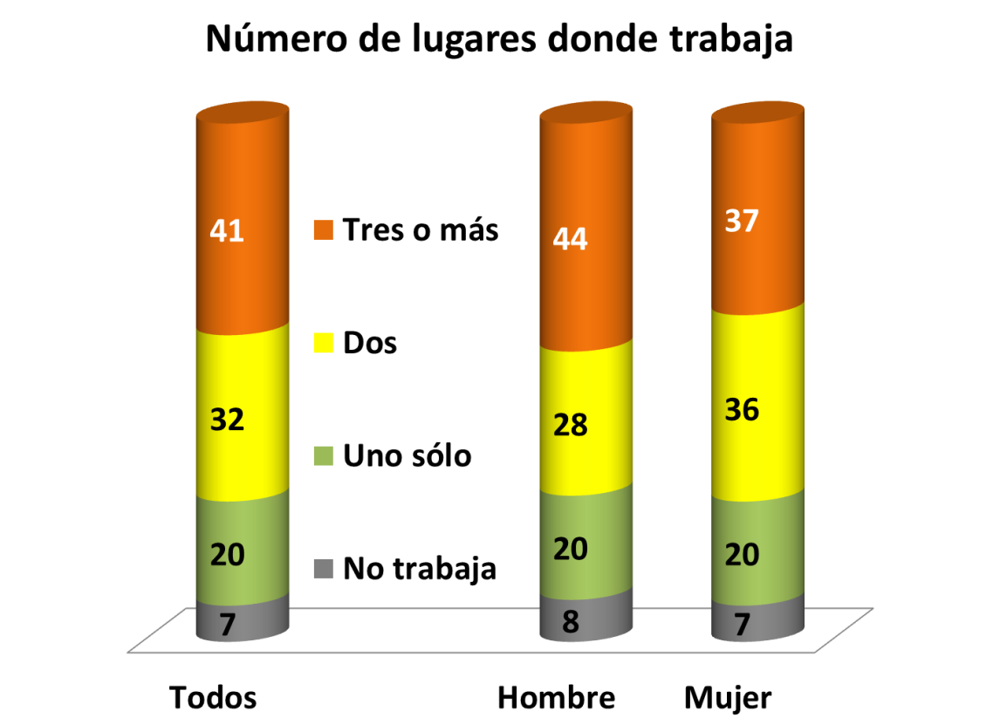 Número de lugares donde trabaja
41
32
20
7
Tres o más
Dos
Uno sólo
No trabaja
44
28
20
8
37
36
20
7
Todos
Hombre
Mujer